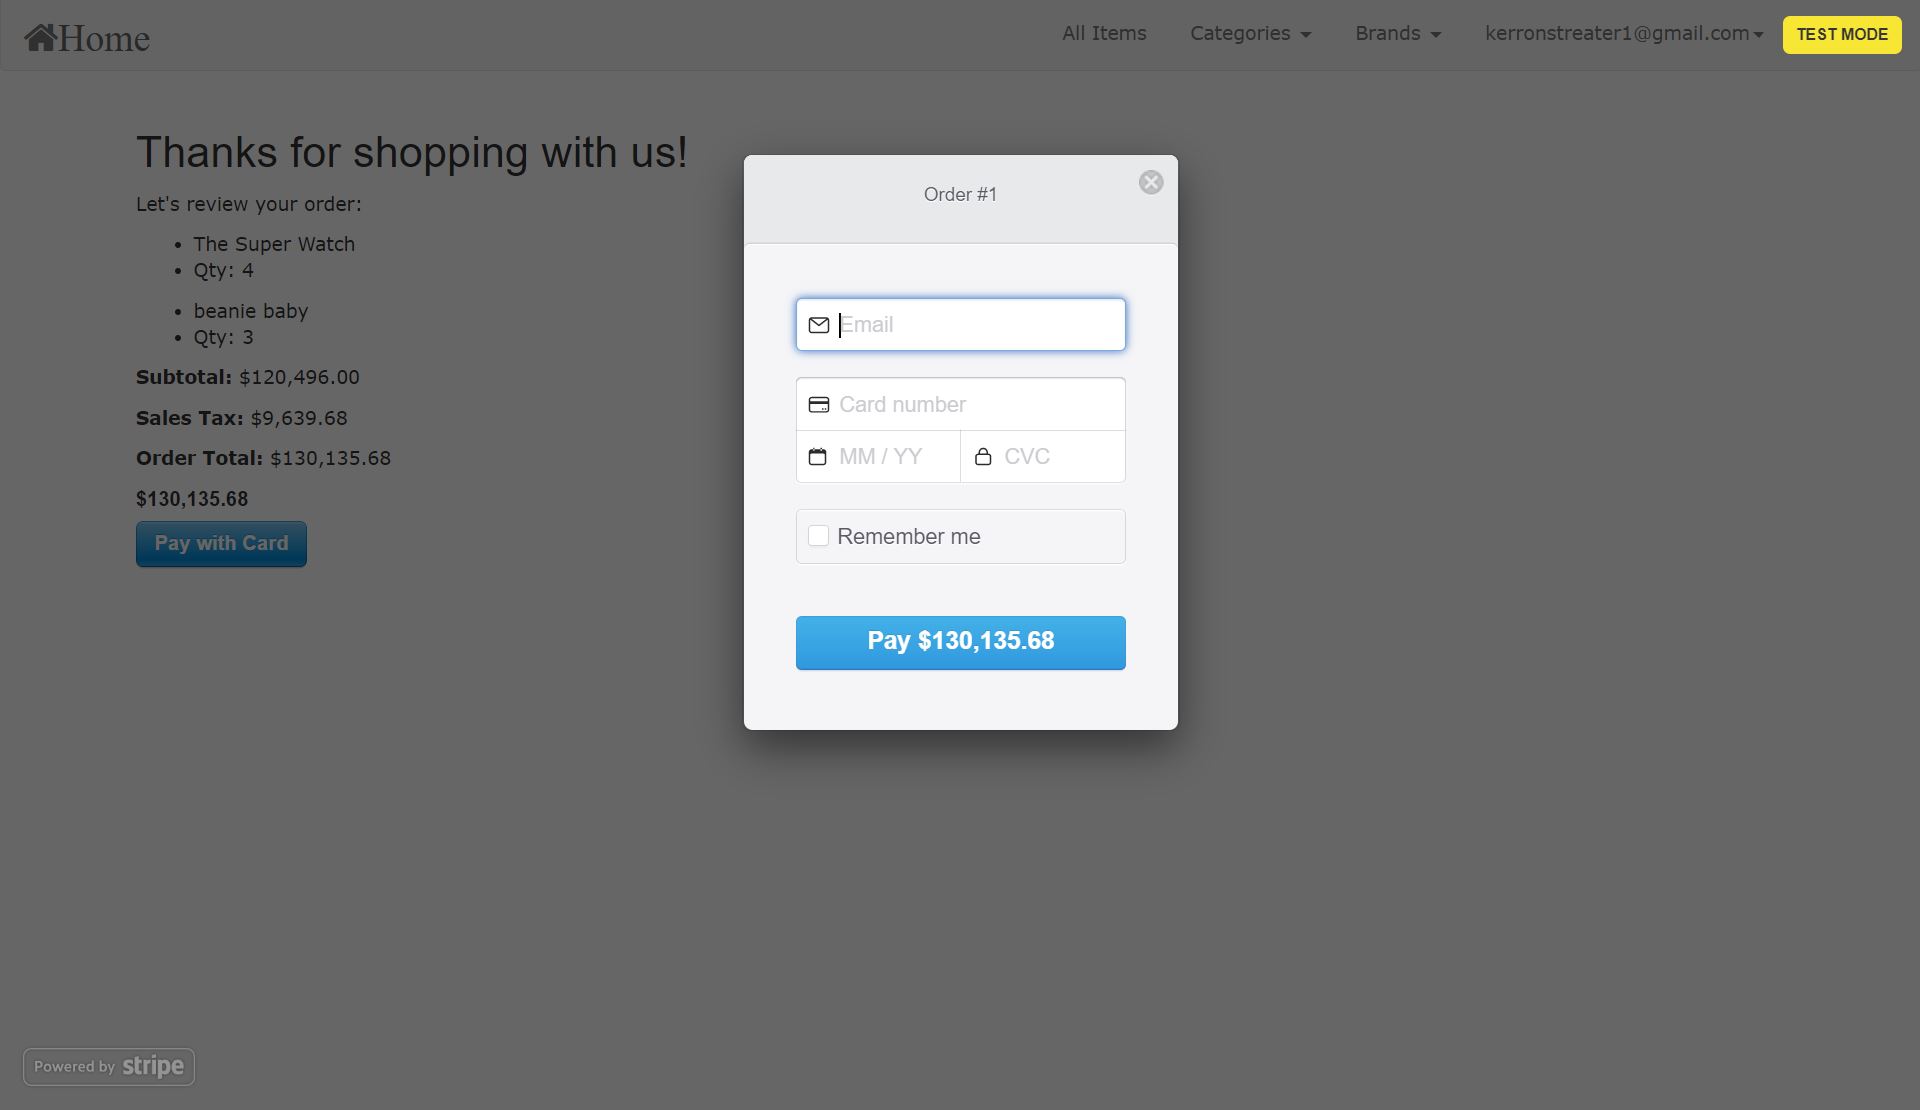 Home
All Items
Categories
Brands
kerronstreater1@gmail.com
TEST MODE
Thanks for shopping with us!
Let's review your order:
The Super Watch
Qty: 4
beanie baby
Qty: 3
Subtotal: $120,496.00
Sales Tax: $9,639.68
Order Total: $130,135.68
$130,135.68
Pay with Card
Order #1
Email
Card number
MM / YY
CVC
Remember me
Pay $130,135.68
Powered by stripe